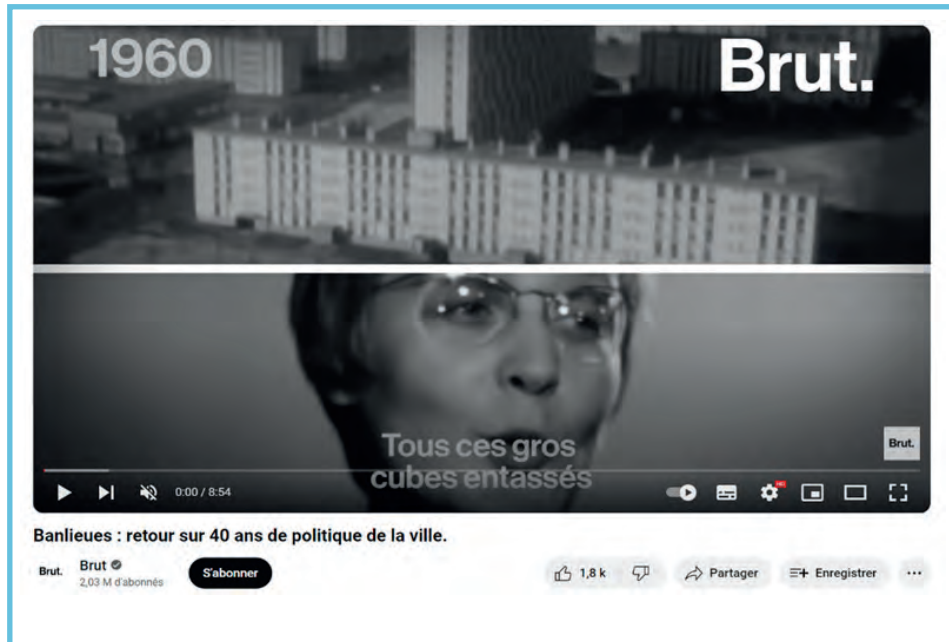 1960
Brut.
Tous ces gros
cubes entassés
Brut.
0:00 / 8:54
Banlieues : retour sur 40 ans de politique de la ville.
Brut.
Brut
2,03 M d'abonnés
S'abonner
1,8 k
Partager
Enregistrer